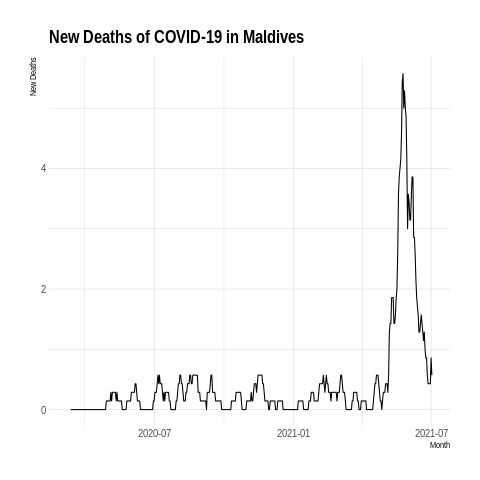 New Deaths of COVID-19 in Maldives
New Deaths
4
2
0
2020-07
2021-01
2021-07
Month